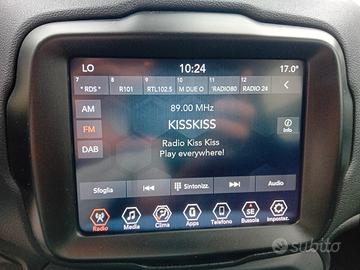 LO 10:24 17.0°
7 8 9 10 11 12
* RDS * R101 RTL102.5 M DUE O *RADIO80 RADIO 24
AM
89.00 MHz
FM
KISSKISS
Info
DAB
Radio Kiss Kiss
Play everywhere!
Sfoglia Sintonizz. Audio
SE
Radio Media Clima Apps Telefono Bussola Impostaz.
subito